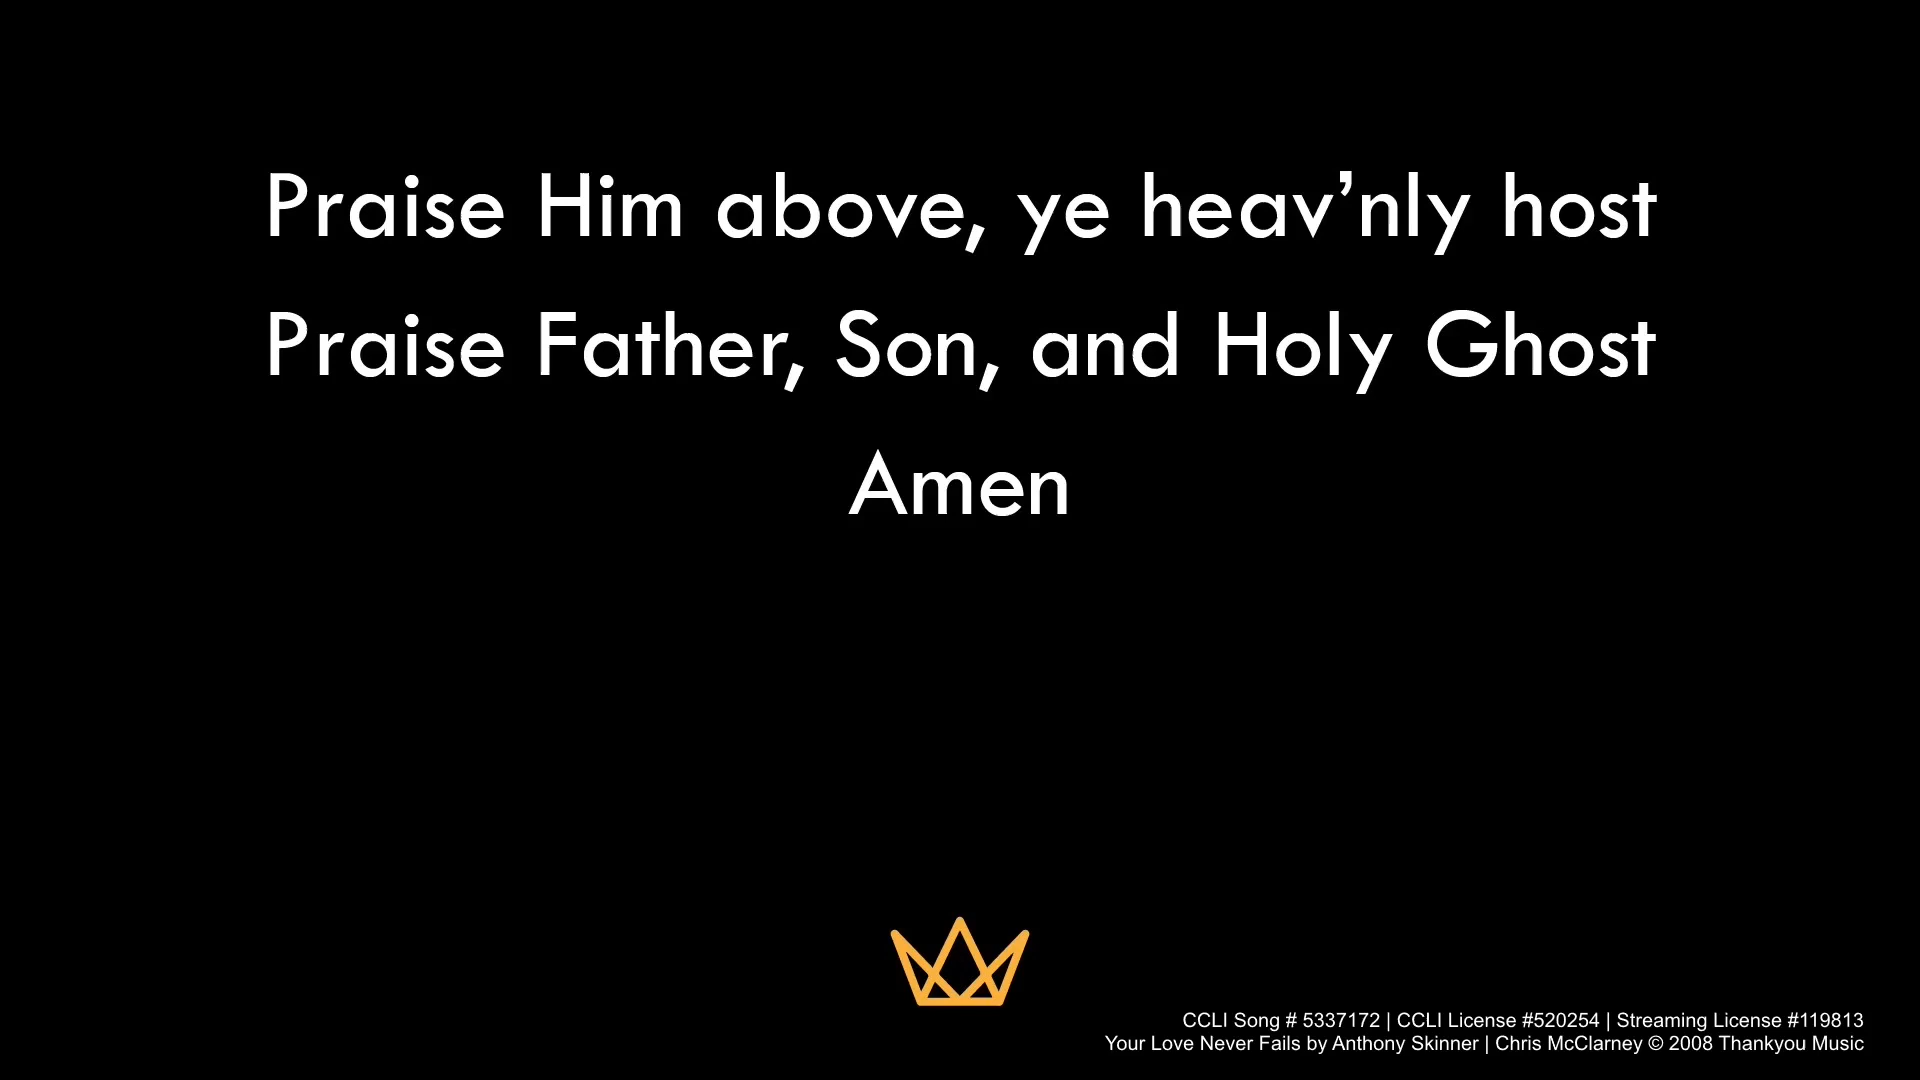 Praise Him above, ye heav’nly host
Praise Father, Son, and Holy Ghost
Amen
CCLI Song # 5337172 | CCLI License #520254 | Streaming License #119813
Your Love Never Fails by Anthony Skinner | Chris McClarney © 2008 Thankyou Music